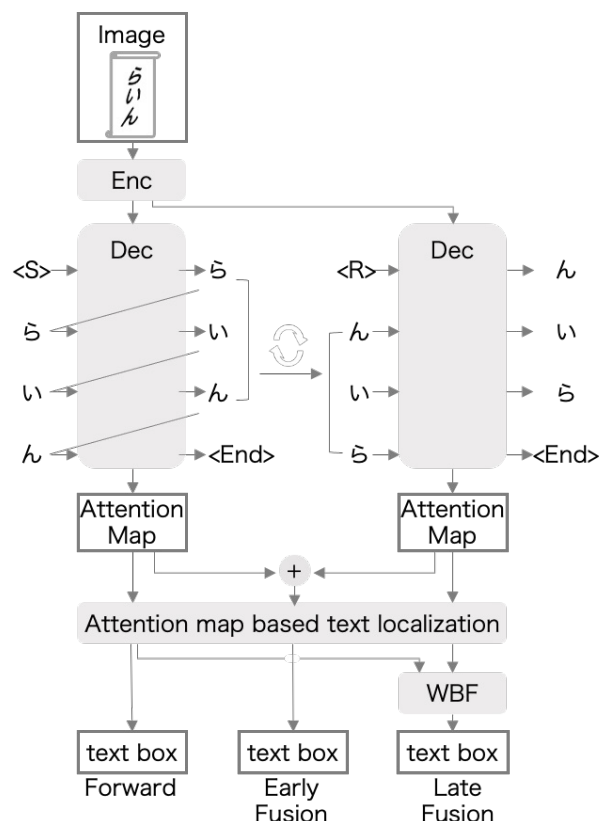 Image
らいん
Enc
Dec
Dec
<S>
ら
<R>
ん
ら
い
ん
い
い
ん
い
ら
ん
<End>
ら
<End>
Attention
Map
Attention
Map
+
Attention map based text localization
WBF
text box
text box
text box
Forward
Early
Fusion
Late
Fusion